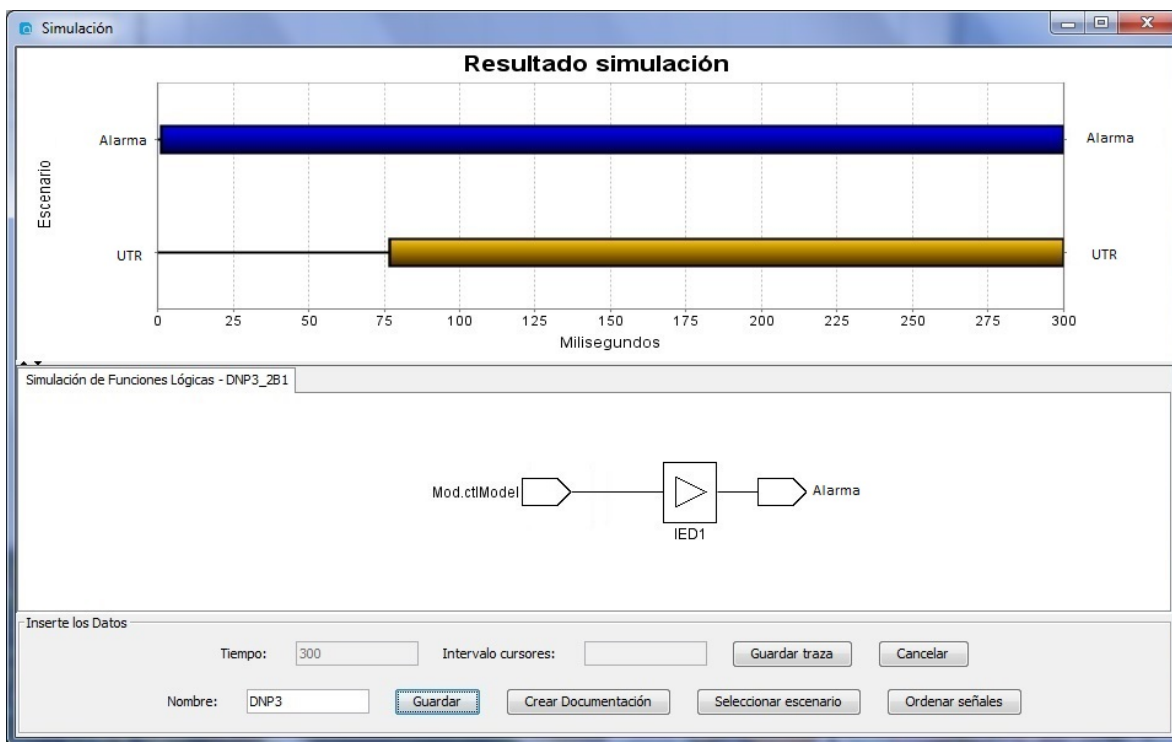 Simulación
Resultado simulación
Escenario
Alarma
Alarma
UTR
UTR
0 25 50 75 100 125 150 175 200 225 250 275 300
Milisegundos
Simulación de Funciones Lógicas - DNP3_2B1
Mod.ctlModel
Alarma
IED1
Inserte los Datos
Tiempo: 300 Intervalo cursores: Guardar traza Cancelar
Nombre: DNP3 Guardar Crear Documentación Seleccionar escenario Ordenar señales